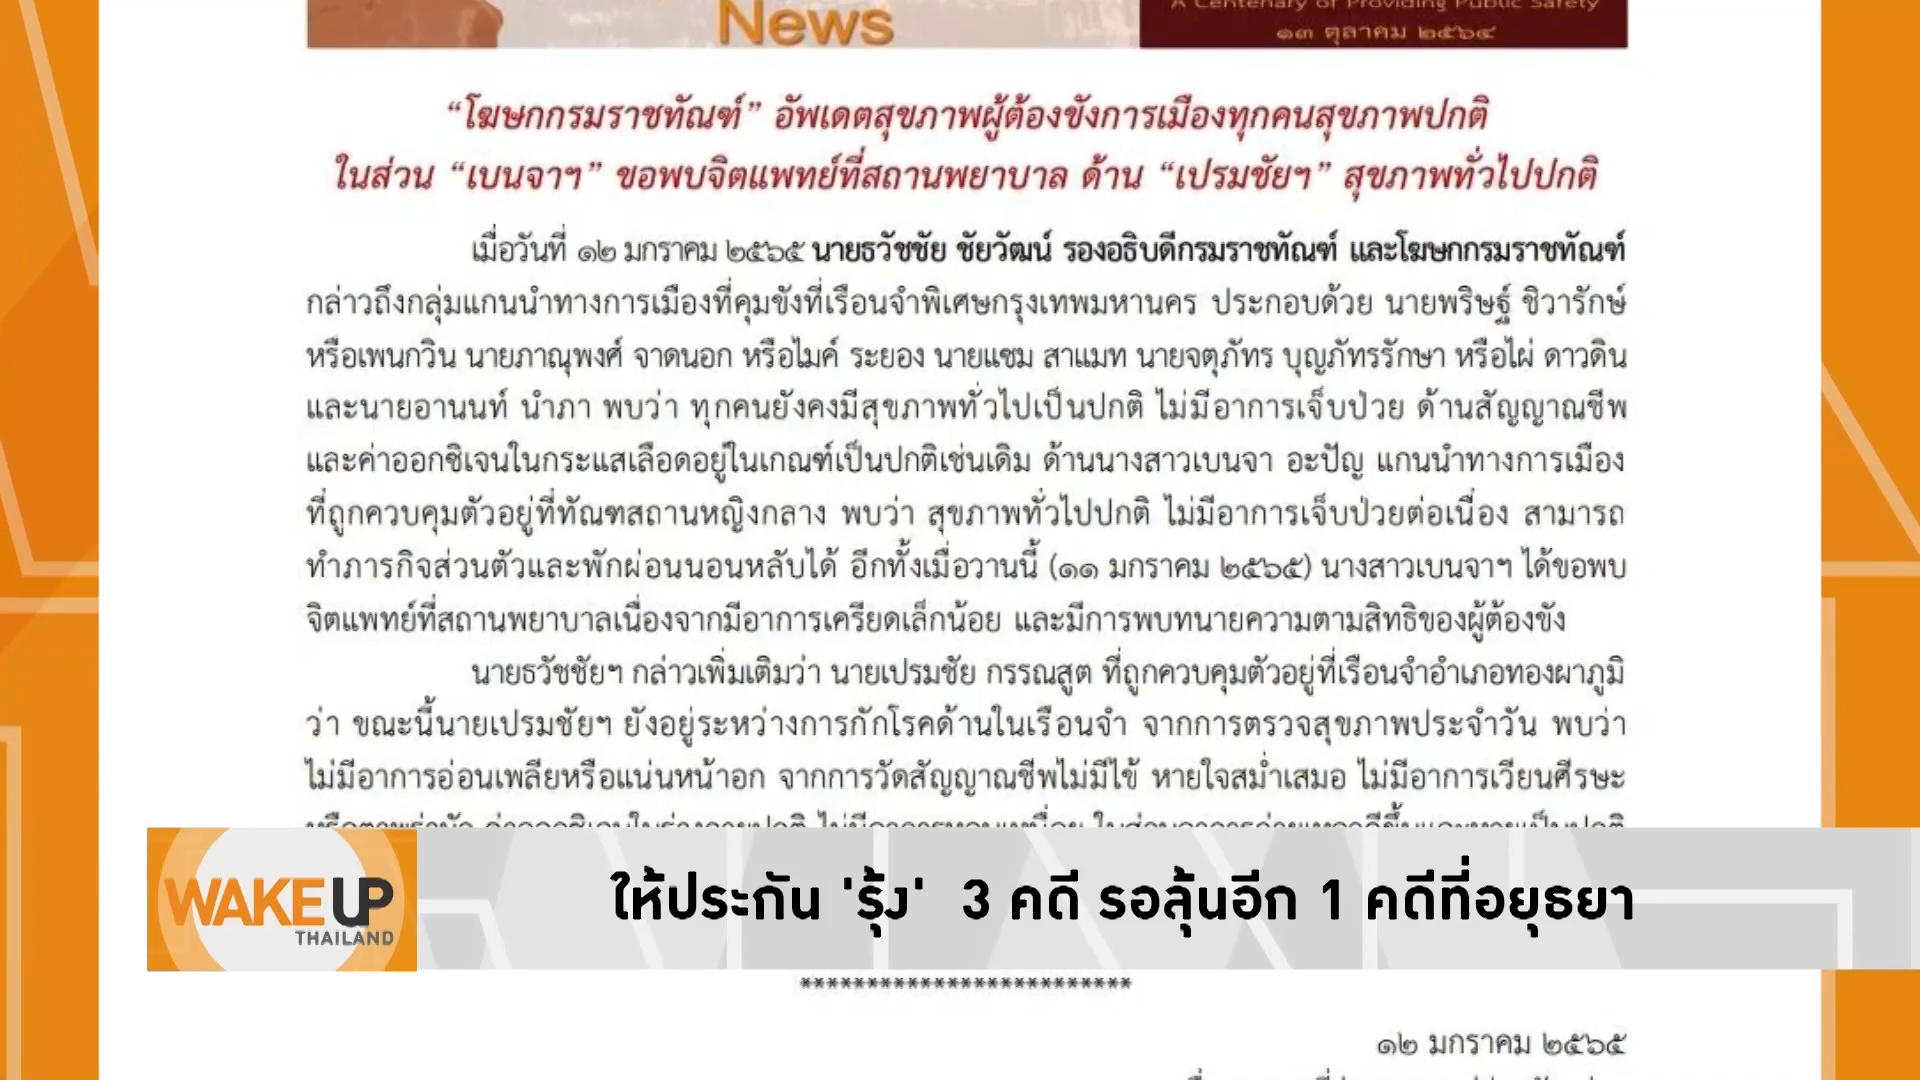 News
A Centenary of Providing Public Safety
๑๓ ตุลาคม ๒๕๖๔
“โฆษกกรมราชทัณฑ์” อัพเดตสุขภาพผู้ต้องขังการเมืองทุกคนสุขภาพปกติ
ในส่วน “เบนจาฯ” ขอพบจิตแพทย์ที่สถานพยาบาล ด้าน “เปรมชัยฯ” สุขภาพทั่วไปปกติ
เมื่อวันที่ ๑๒ มกราคม ๒๕๖๕ นายธวัชชัย ชัยวัฒน์ รองอธิบดีกรมราชทัณฑ์ และโฆษกกรมราชทัณฑ์
กล่าวถึงกลุ่มแกนนำทางการเมืองที่คุมขังที่เรือนจำพิเศษกรุงเทพมหานคร ประกอบด้วย นายพริษฐ์ ชิวารักษ์
หรือเพนกวิน นายภาณุพงศ์ จาดนอก หรือไมค์ ระยอง นายแซม สาแมท นายจตุภัทร บุญภัทรรักษา หรือไผ่ ดาวดิน
และนายอานนท์ นำภา พบว่า ทุกคนยังคงมีสุขภาพทั่วไปเป็นปกติ ไม่มีอาการเจ็บป่วย ด้านสัญญาณชีพ
และค่าออกซิเจนในกระแสเลือดอยู่ในเกณฑ์เป็นปกติเช่นเดิม ด้านนางสาวเบนจา อะปัญ แกนนำทางการเมือง
ที่ถูกควบคุมตัวอยู่ที่ทัณฑสถานหญิงกลาง พบว่า สุขภาพทั่วไปปกติ ไม่มีอาการเจ็บป่วยต่อเนื่อง สามารถ
ทำภารกิจส่วนตัวและพักผ่อนนอนหลับได้ อีกทั้งเมื่อวานนี้ (๑๑ มกราคม ๒๕๖๕) นางสาวเบนจาฯ ได้ขอพบ
จิตแพทย์ที่สถานพยาบาลเนื่องจากมีอาการเครียดเล็กน้อย และมีการพบทนายความตามสิทธิของผู้ต้องขัง
นายธวัชชัยฯ กล่าวเพิ่มเติมว่า นายเปรมชัย กรรณสูต ที่ถูกควบคุมตัวอยู่ที่เรือนจำอำเภอทองผาภูมิ
ว่า ขณะนี้นายเปรมชัยฯ ยังอยู่ระหว่างการกักโรคด้านในเรือนจำ จากการตรวจสุขภาพประจำวัน พบว่า
ไม่มีอาการอ่อนเพลียหรือแน่นหน้าอก จากการวัดสัญญาณชีพไม่มีไข้ หายใจสม่ำเสมอ ไม่มีอาการเวียนศีรษะ
WAKE UP
THAILAND
ให้ประกัน 'รุ้ง' 3 คดี รอลุ้นอีก 1 คดีที่อยุธยา
*************************
๑๒ มกราคม ๒๕๖๕